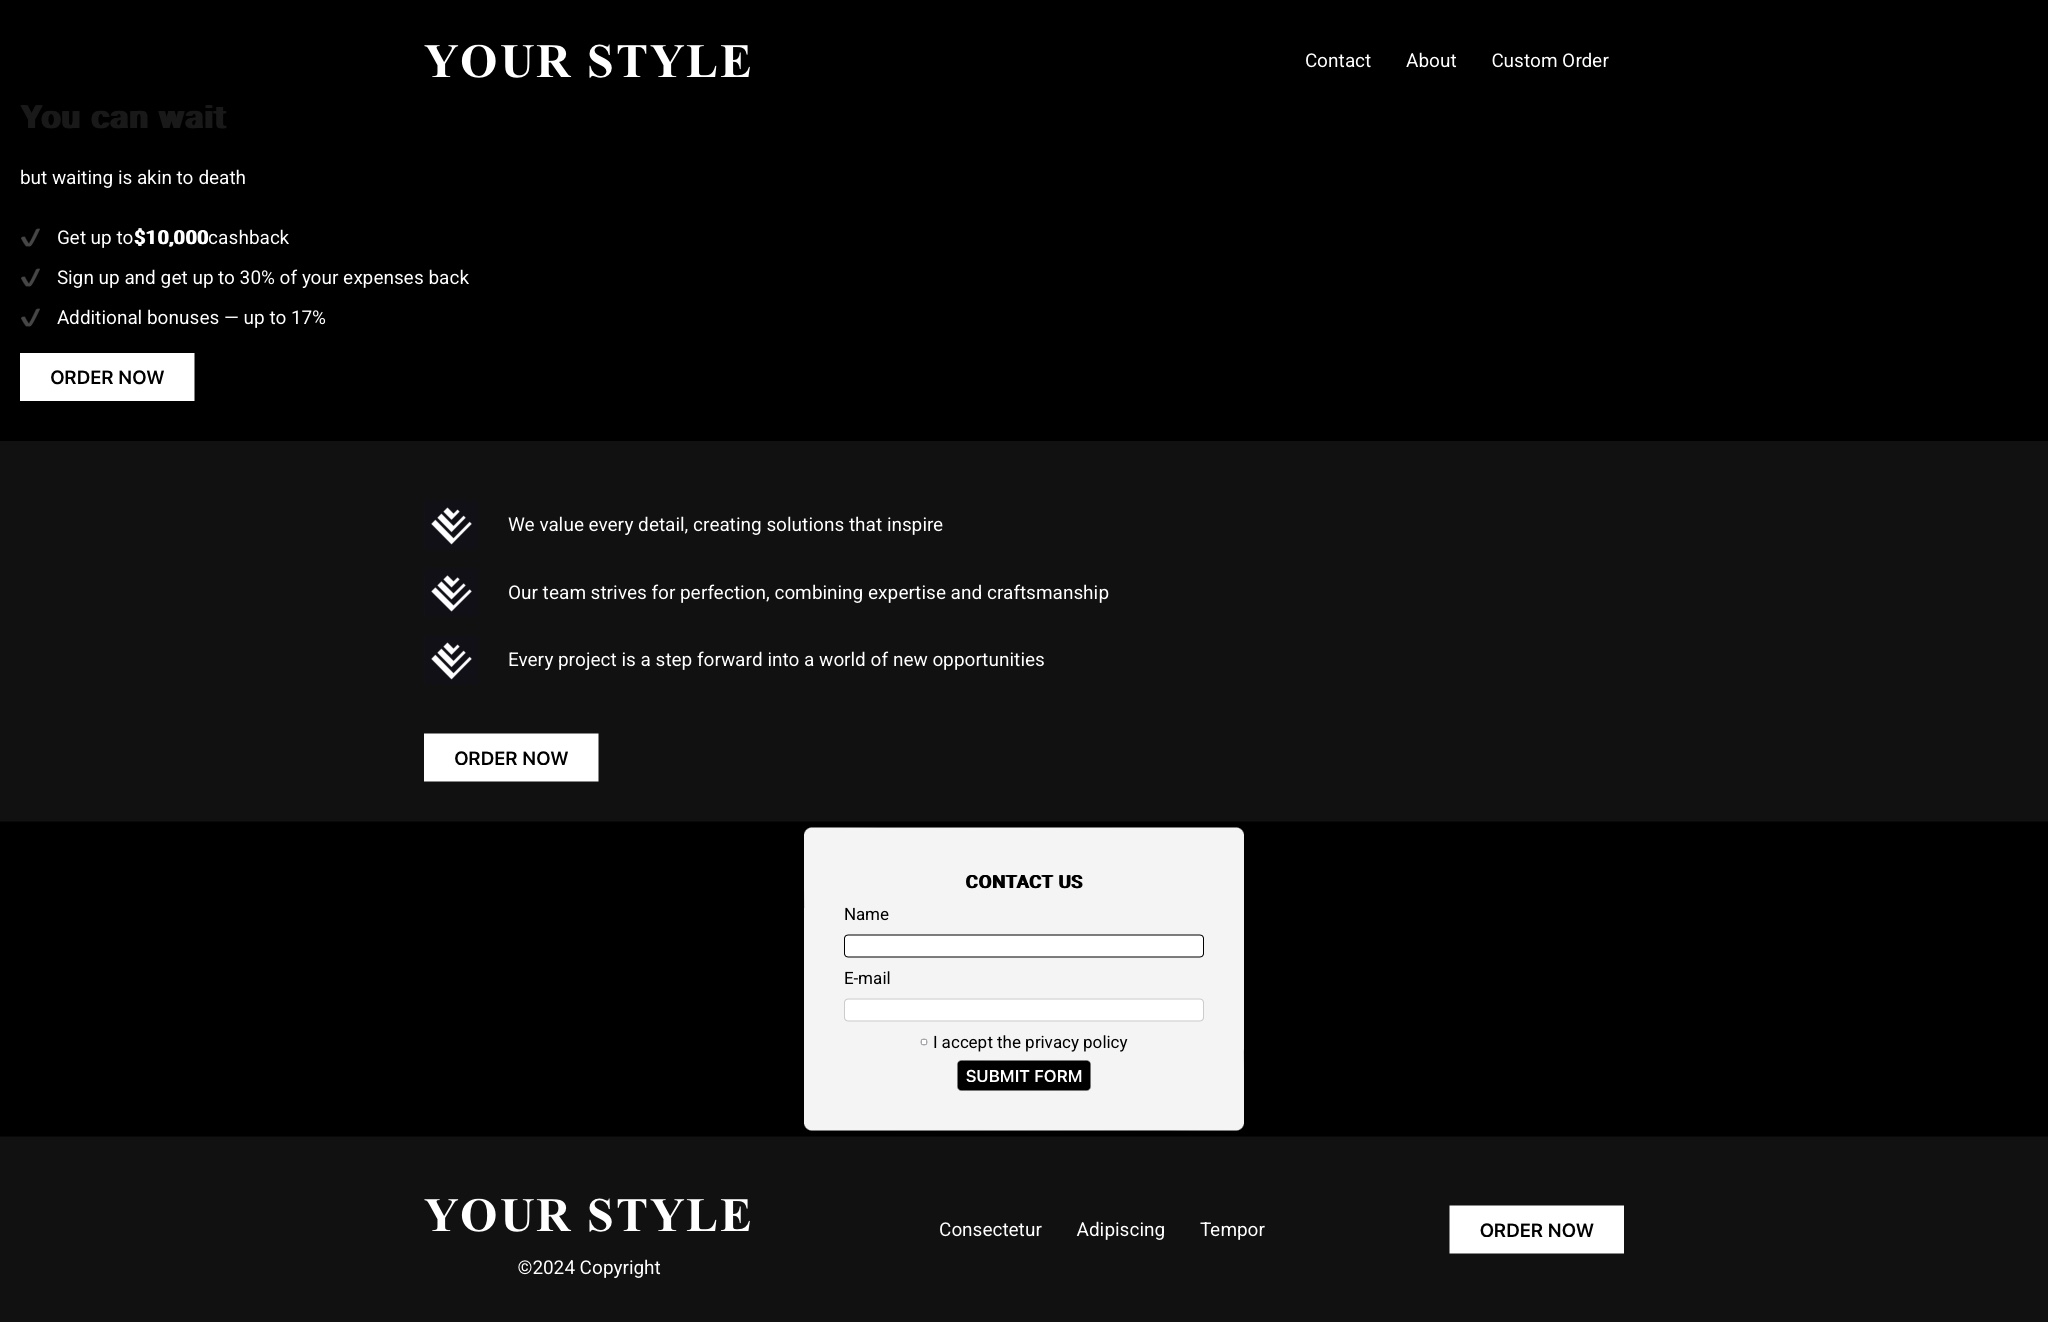 YOUR STYLE
Contact About Custom Order
You can wait
but waiting is akin to death
Get up to$10,000cashback
Sign up and get up to 30% of your expenses back
Additional bonuses — up to 17%
ORDER NOW
We value every detail, creating solutions that inspire
Our team strives for perfection, combining expertise and craftsmanship
Every project is a step forward into a world of new opportunities
ORDER NOW
CONTACT US
Name
E-mail
I accept the privacy policy
SUBMIT FORM
YOUR STYLE
©2024 Copyright
Consectetur Adipiscing Tempor
ORDER NOW